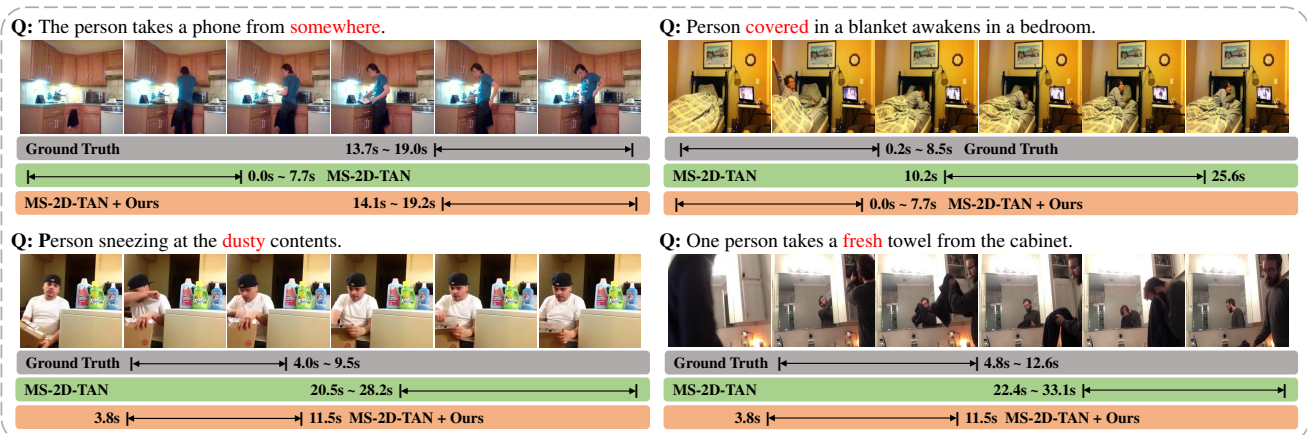 Q: The person takes a phone from somewhere.
Ground Truth 13.7s ~ 19.0s
0.0s ~ 7.7s MS-2D-TAN
MS-2D-TAN + Ours 14.1s ~ 19.2s
Q: Person covered in a blanket awakens in a bedroom.
0.2s ~ 8.5s Ground Truth
MS-2D-TAN 10.2s 25.6s
0.0s ~ 7.7s MS-2D-TAN + Ours
Q: Person sneezing at the dusty contents.
Ground Truth 4.0s ~ 9.5s
MS-2D-TAN 20.5s ~ 28.2s
3.8s 11.5s MS-2D-TAN + Ours
Q: One person takes a fresh towel from the cabinet.
Ground Truth 4.8s ~ 12.6s
MS-2D-TAN 22.4s ~ 33.1s
3.8s 11.5s MS-2D-TAN + Ours